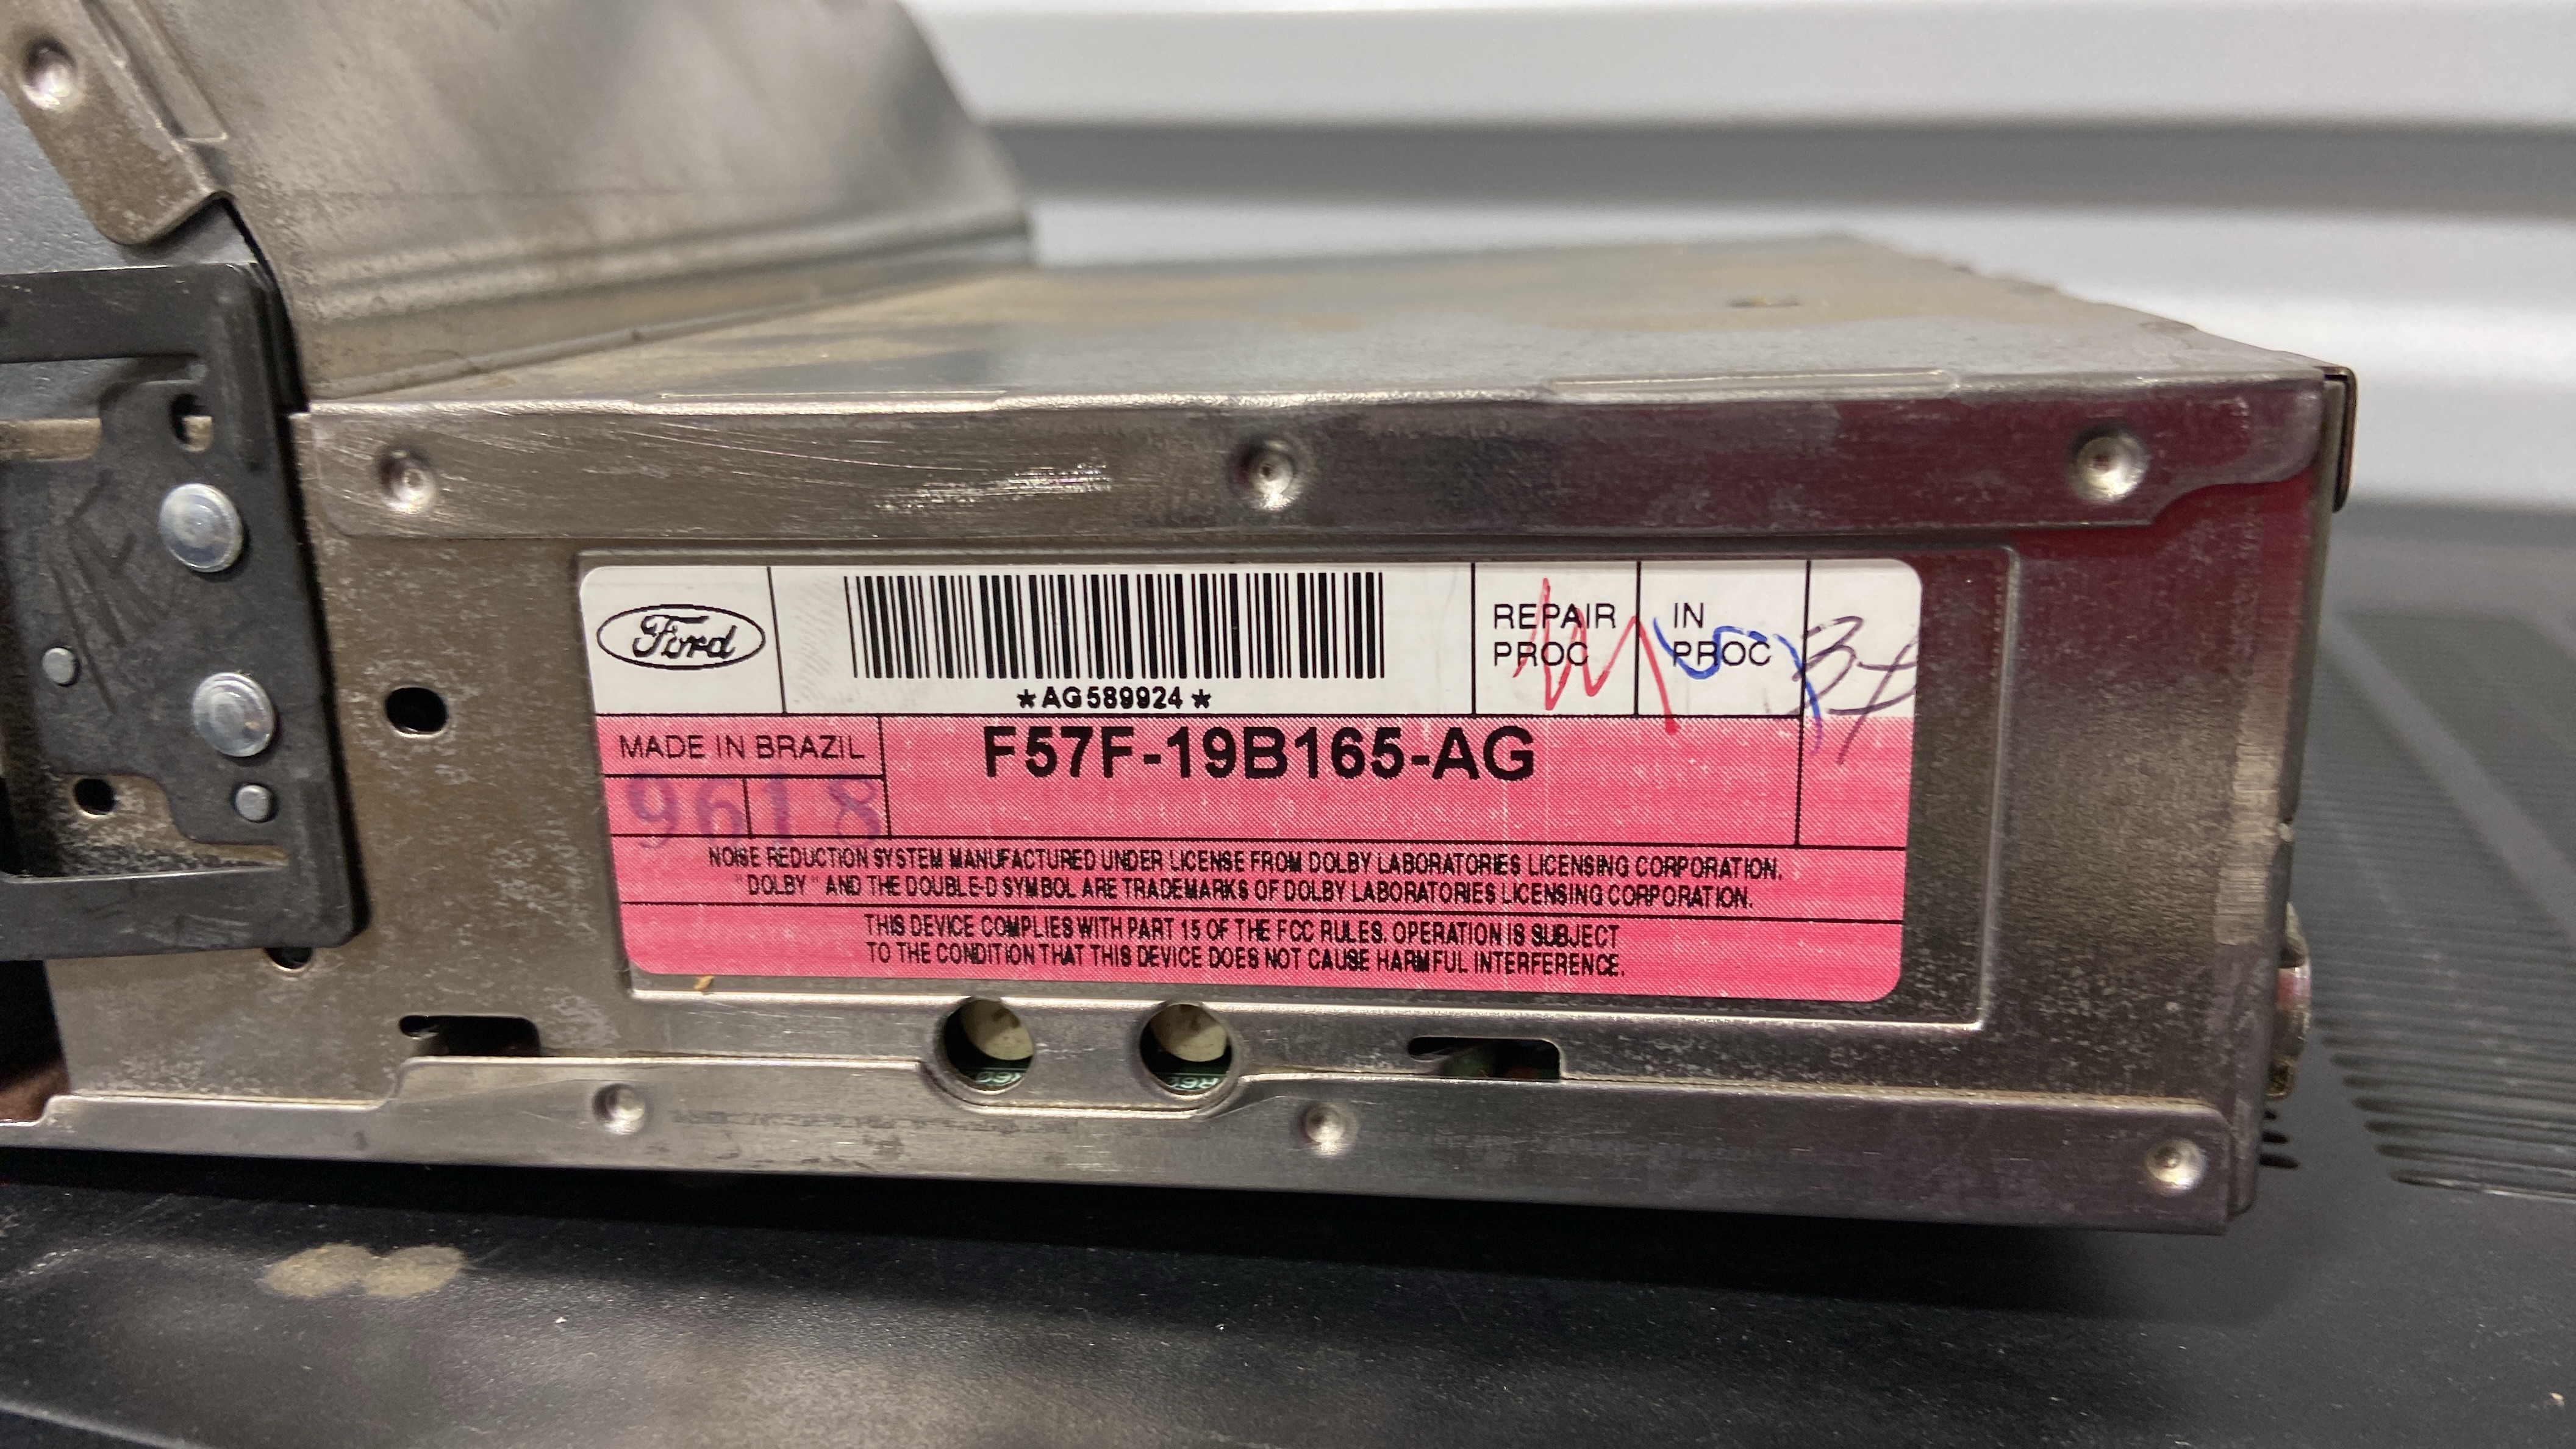 Ford
*AG589924*
REPAIR
PROC
IN
PROC
MADE IN BRAZIL
F57F-19B165-AG
9618
NOISE REDUCTION SYSTEM MANUFACTURED UNDER LICENSE FROM DOLBY LABORATORIES LICENSING CORPORATION.
"DOLBY" AND THE DOUBLE-D SYMBOL ARE TRADEMARKS OF DOLBY LABORATORIES LICENSING CORPORATION.
THIS DEVICE COMPLIES WITH PART 15 OF THE FCC RULES. OPERATION IS SUBJECT
TO THE CONDITION THAT THIS DEVICE DOES NOT CAUSE HARMFUL INTERFERENCE.